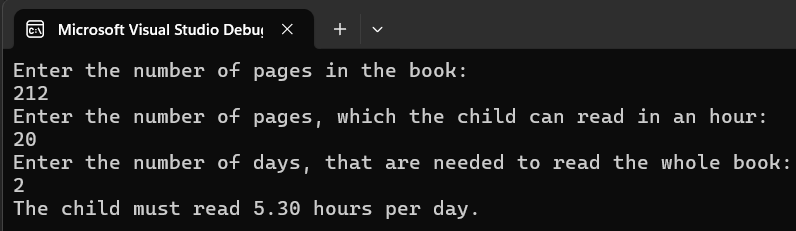 Microsoft Visual Studio Debu
Enter the number of pages in the book:
212
Enter the number of pages, which the child can read in an hour:
20
Enter the number of days, that are needed to read the whole book:
2
The child must read 5.30 hours per day.